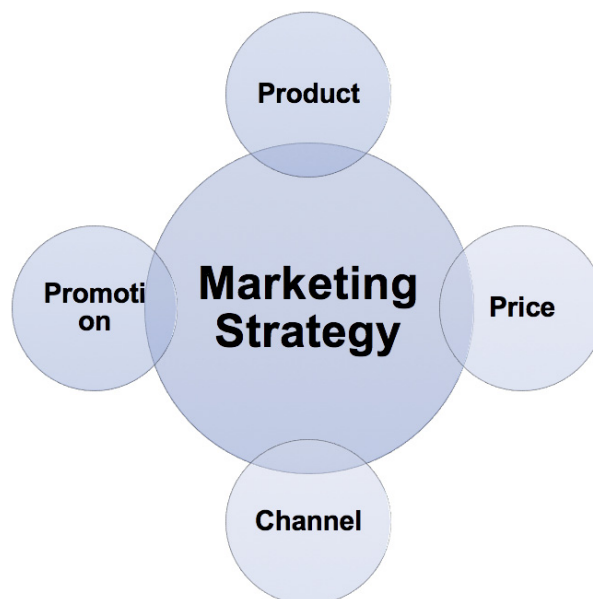 Product
Promoti
on
Marketing
Strategy
Price
Channel